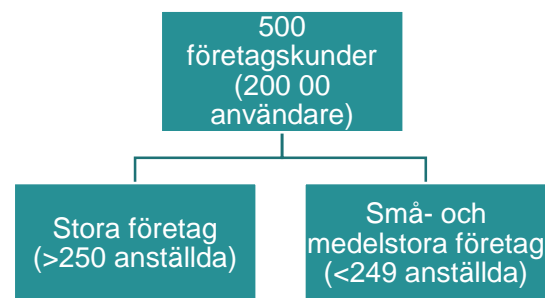 500
företagskunder
(200 00
användare)
Stora företag
(>250 anställda)
Små- och
medelstora företag
(<249 anställda)